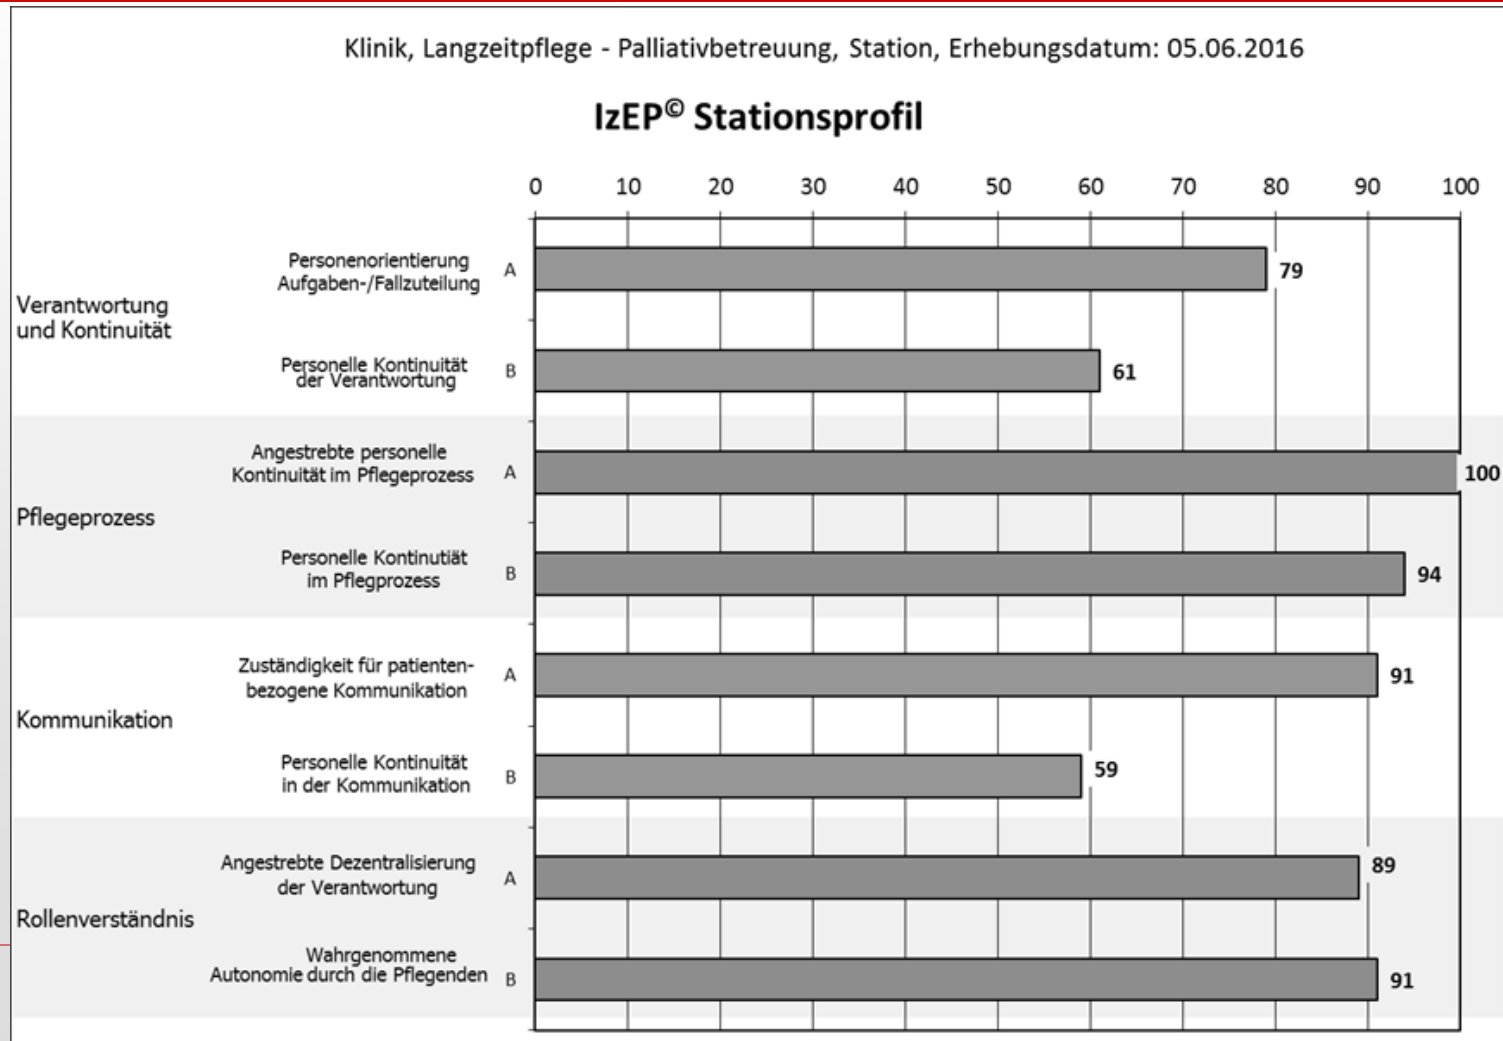 Klinik, Langzeitpflege - Palliativbetreuung, Station, Erhebungsdatum: 05.06.2016
IzEP© Stationsprofil
0 10 20 30 40 50 60 70 80 90 100
Verantwortung
und Kontinuität
Personenorientierung
Aufgaben-/Fallzuteilung
A
79
Personelle Kontinuität
der Verantwortung
B
61
Pflegeprozess
Angestrebte personelle
Kontinuität im Pflegeprozess
A
100
Personelle Kontinutiät
im Pflegprozess
B
94
Kommunikation
Zuständigkeit für patienten-
bezogene Kommunikation
A
91
Personelle Kontinuität
in der Kommunikation
B
59
Rollenverständnis
Angestrebte Dezentralisierung
der Verantwortung
A
89
Wahrgenommene
Autonomie durch die Pflegenden
B
91